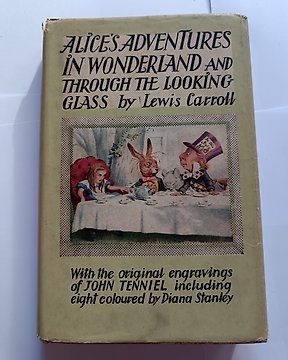 ALICE'S ADVENTURES
IN WONDERLAND AND
THROUGH THE LOOKING
GLASS by Lewis Carroll
With the original engravings
of JOHN TENNIEL including
eight coloured by Diana Stanley